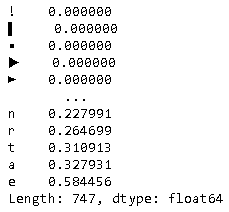 !    0.000000
▌    0.000000
▪    0.000000
▶    0.000000
►    0.000000
...
n    0.227991
r    0.264699
t    0.310913
a    0.327931
e    0.584456
Length: 747, dtype: float64